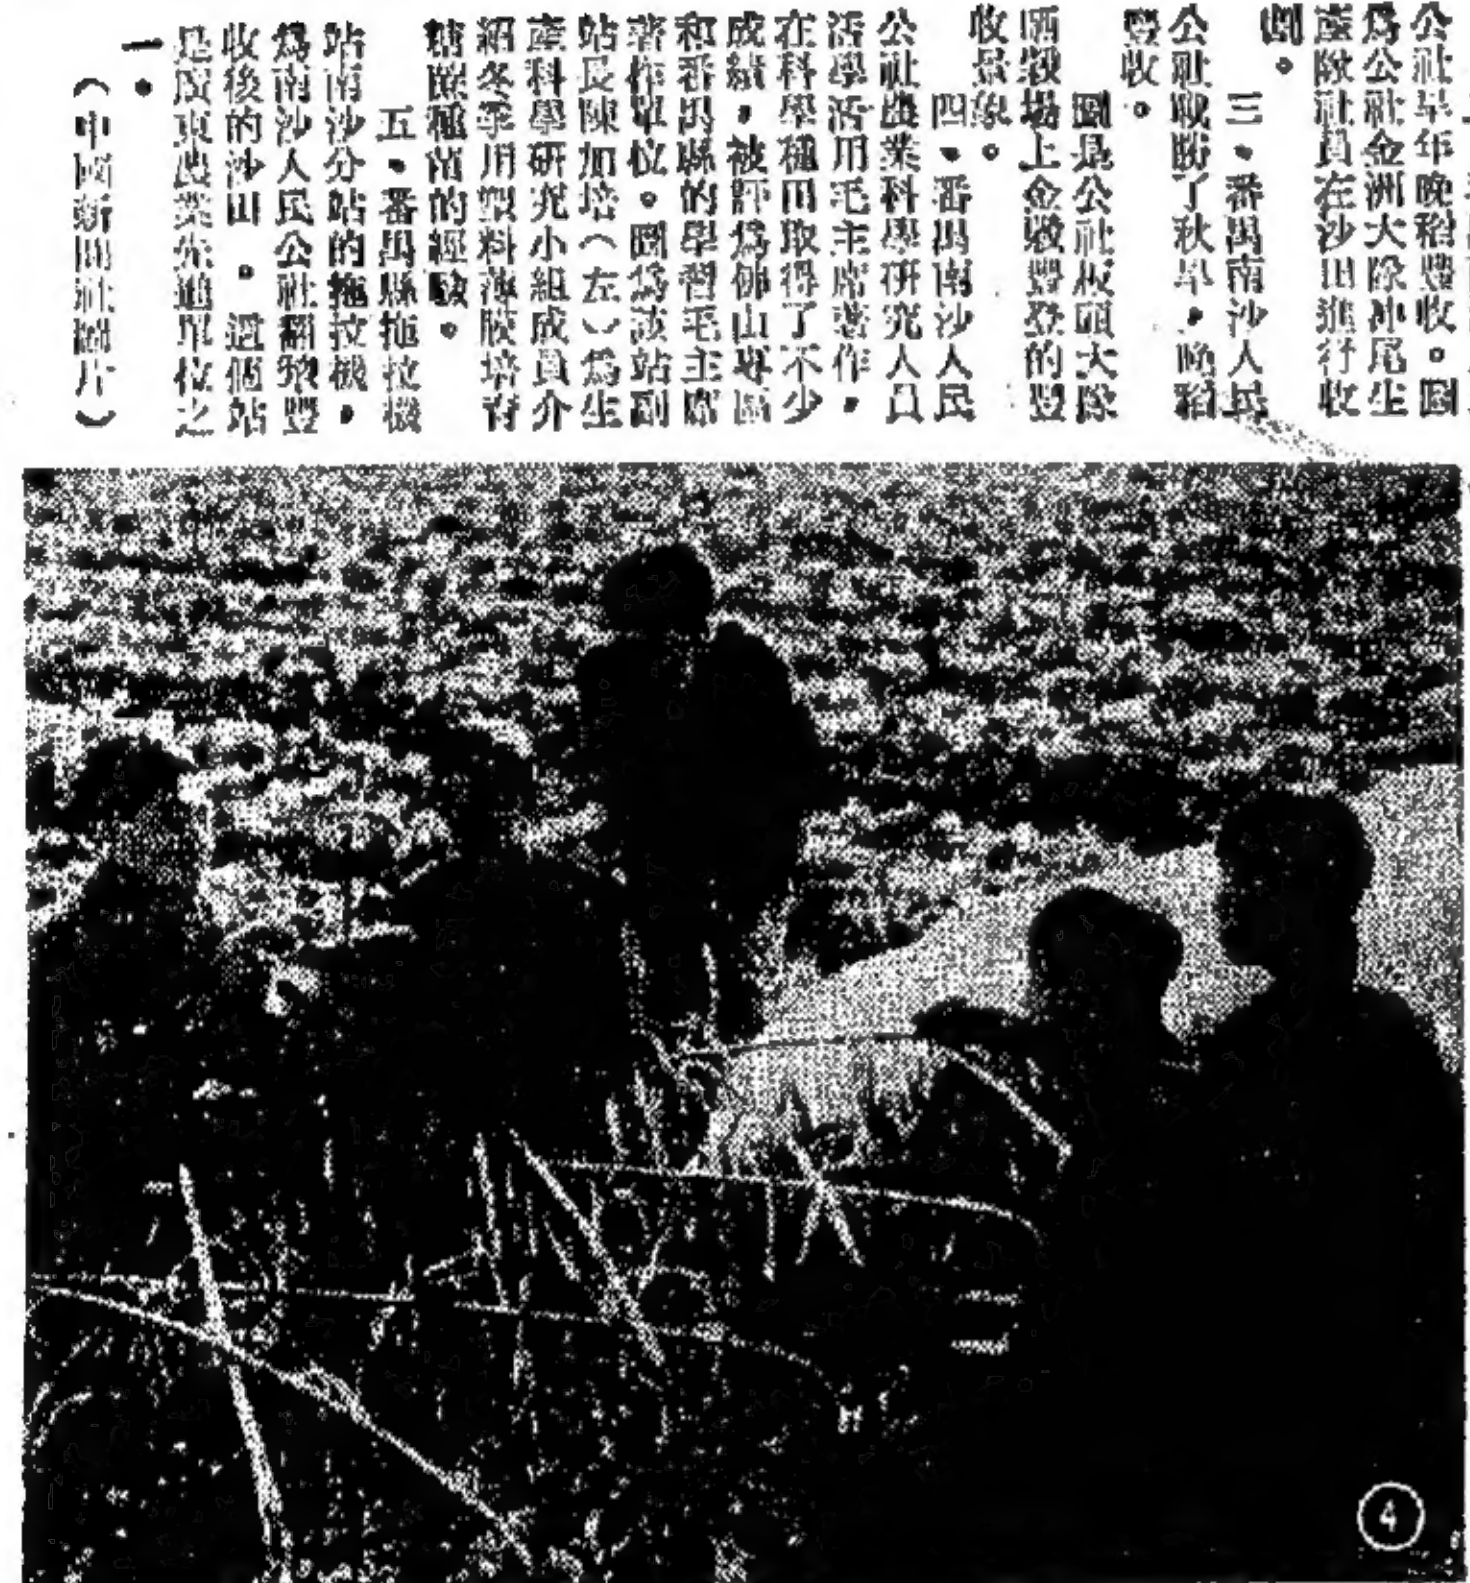 公社旱年晚稻豐收。圖
爲公社金洲大隊冲尾生
產隊社員在沙田進行收
割。
三·番禺南沙人民
公社戰勝了秋旱，晚稻
豐收。
圖是公社板頭大隊
晒穀場上金穀豐登的豐
收景象。
四·番禺南沙人民
公社農業科學研究人員
活學活用毛主席著作，
在科學種田取得了不少
成績，被評爲佛山專區
和番禺縣的學習毛主席
著作單位。圖爲該站副
站長陳加培（左）爲生
產科學研究小組成員介
紹冬季用塑料薄膜培育
糖蔗種苗的經驗。
五·番禺縣拖拉機
站南沙分站的拖拉機，
爲南沙人民公社翻犂豐
收後的沙田。這個站
是廣東農業先進單位之
一。
（中國新聞社圖片）
4